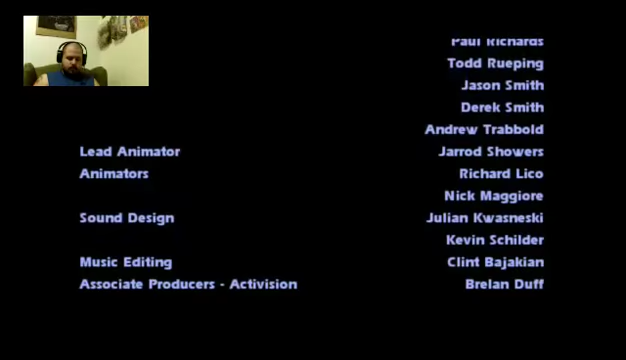 Paul Richards
Todd Rueping
Jason Smith
Derek Smith
Andrew Trabbold
Lead Animator Jarrod Showers
Animators Richard Lico
Nick Maggiore
Sound Design Julian Kwasneski
Kevin Schilder
Music Editing Clint Bajakian
Associate Producers - Activision Brelan Duff